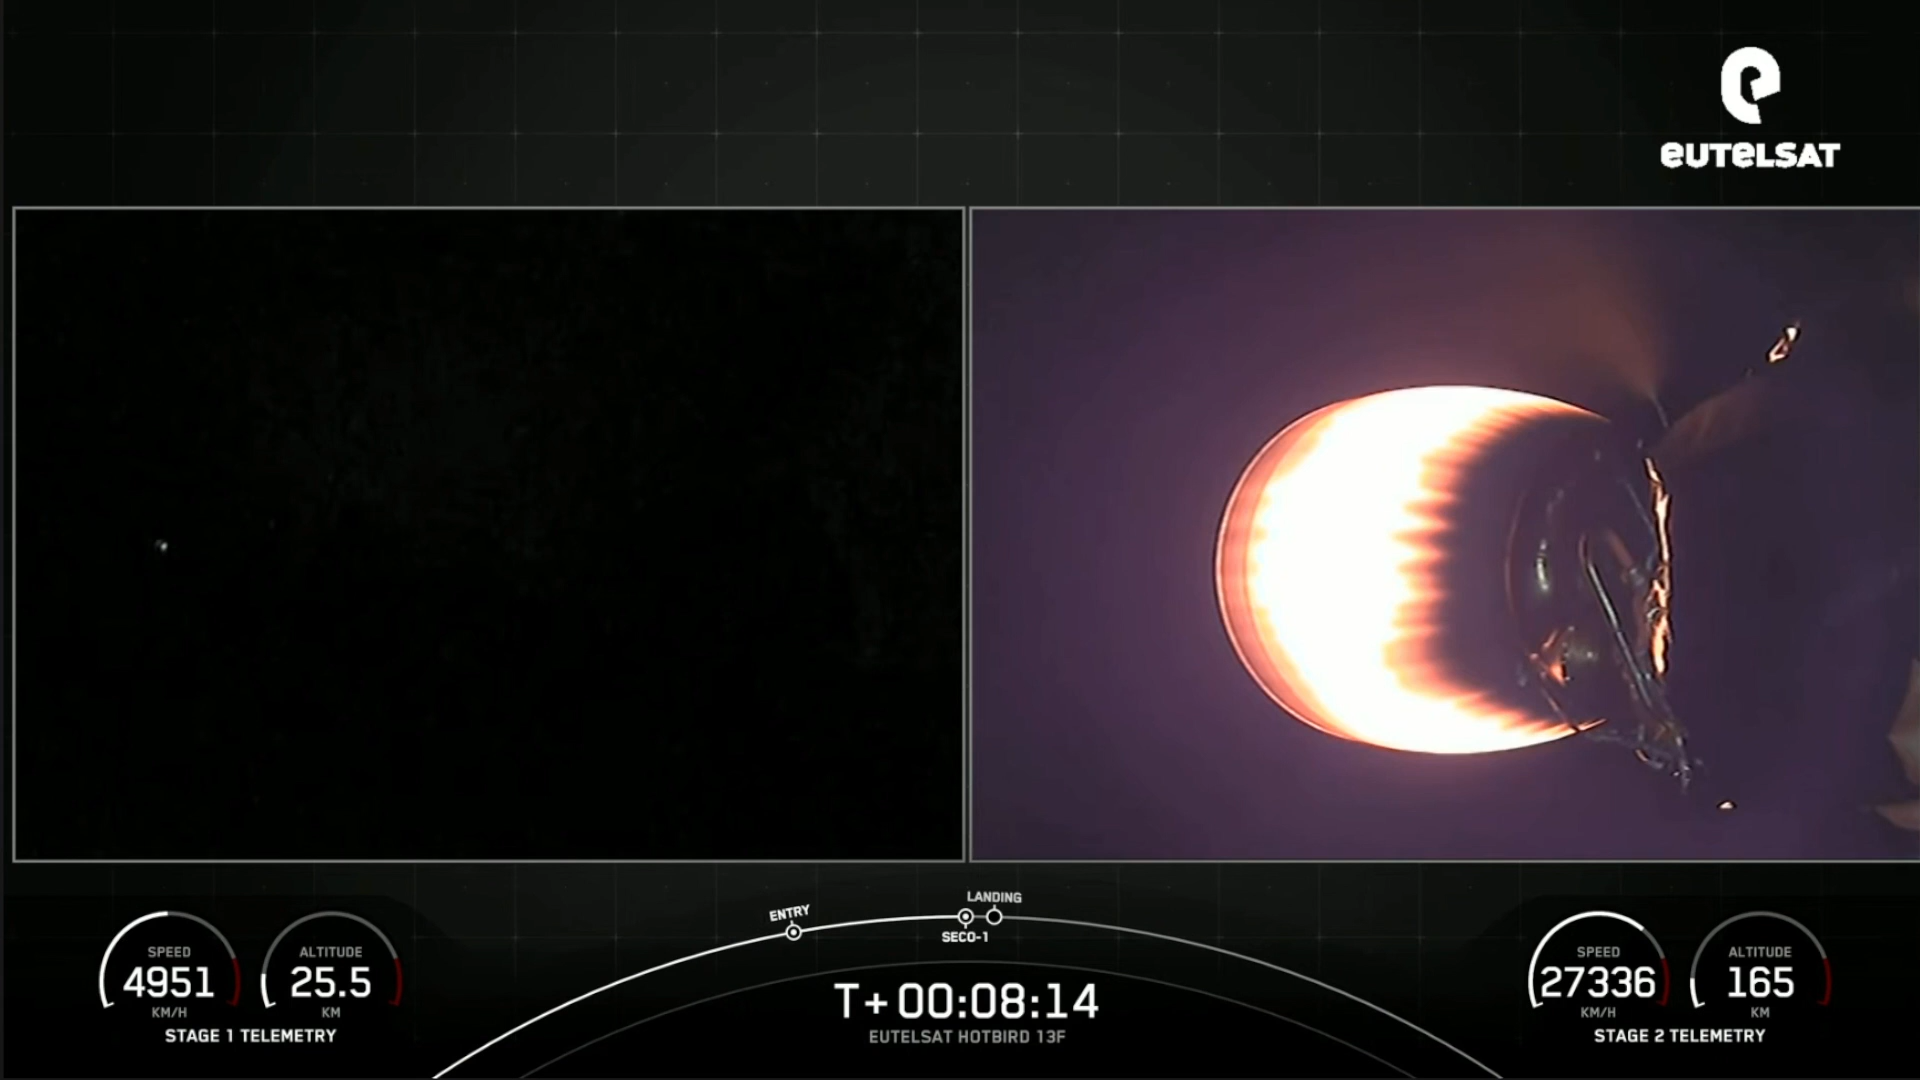 eUTeLSAT
ENTRY
LANDING
SECO-1
SPEED
4951
KM/H
ALTITUDE
25.5
KM
STAGE 1 TELEMETRY
T+00:08:14
EUTELSAT HOTBIRD 13F
SPEED
27336
KM/H
ALTITUDE
165
KM
STAGE 2 TELEMETRY